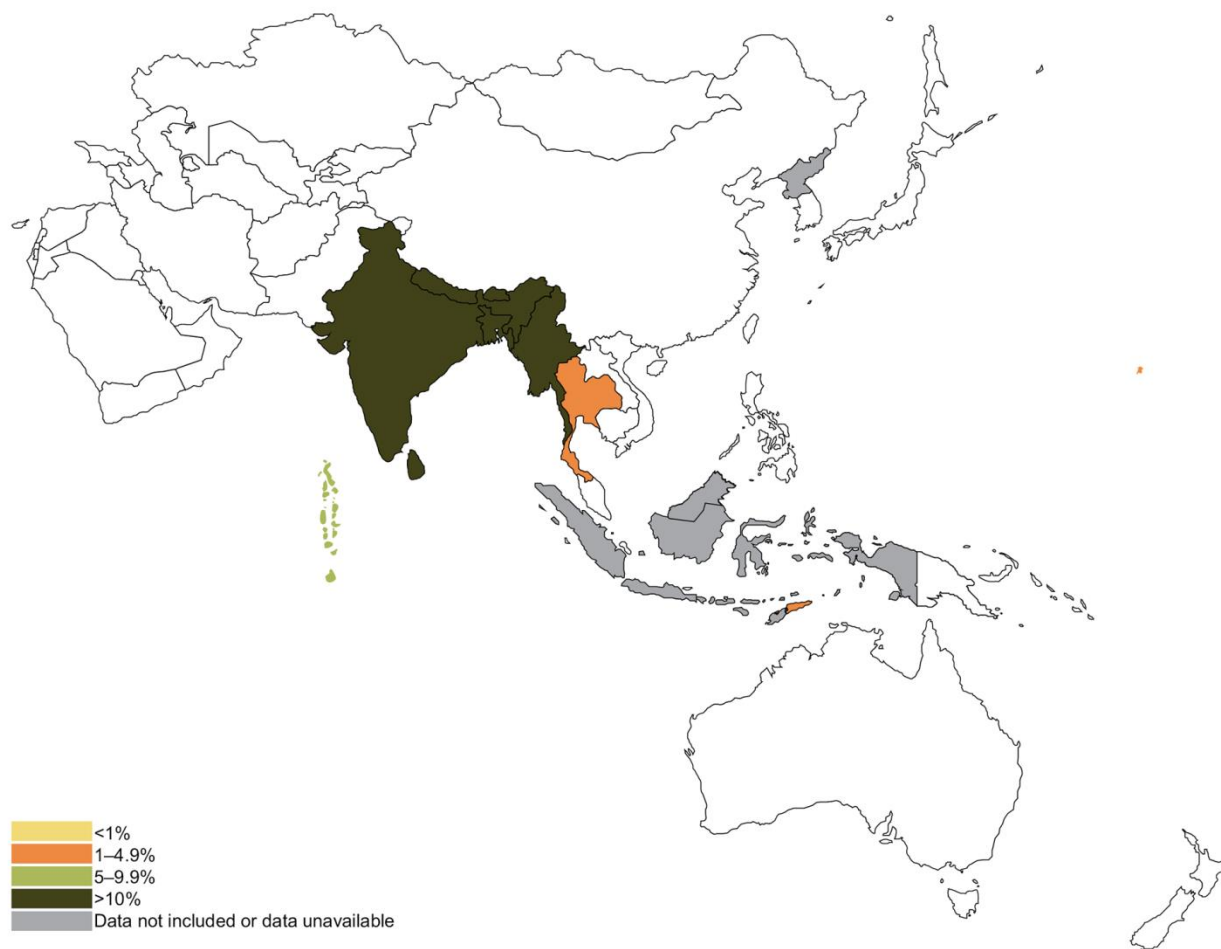 <1%
1–4.9%
5–9.9%
>10%
Data not included or data unavailable